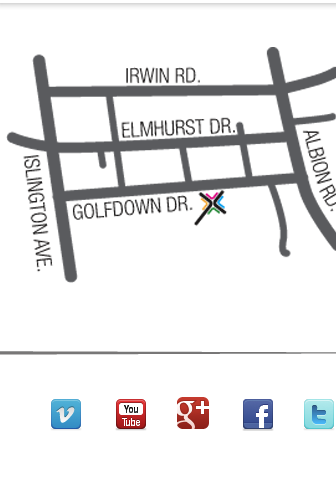 IRWIN RD.
ELMHURST DR.
ALBION RD.
ISLINGTON AVE.
GOLFDOWN DR.
You
Tube
g+